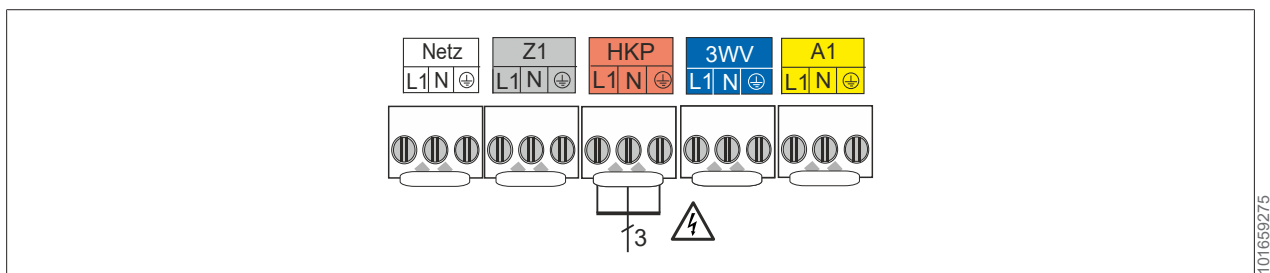 Netz Z1 HKP 3WV A1
L1 N L1 N L1 N L1 N L1 N
3
101659275